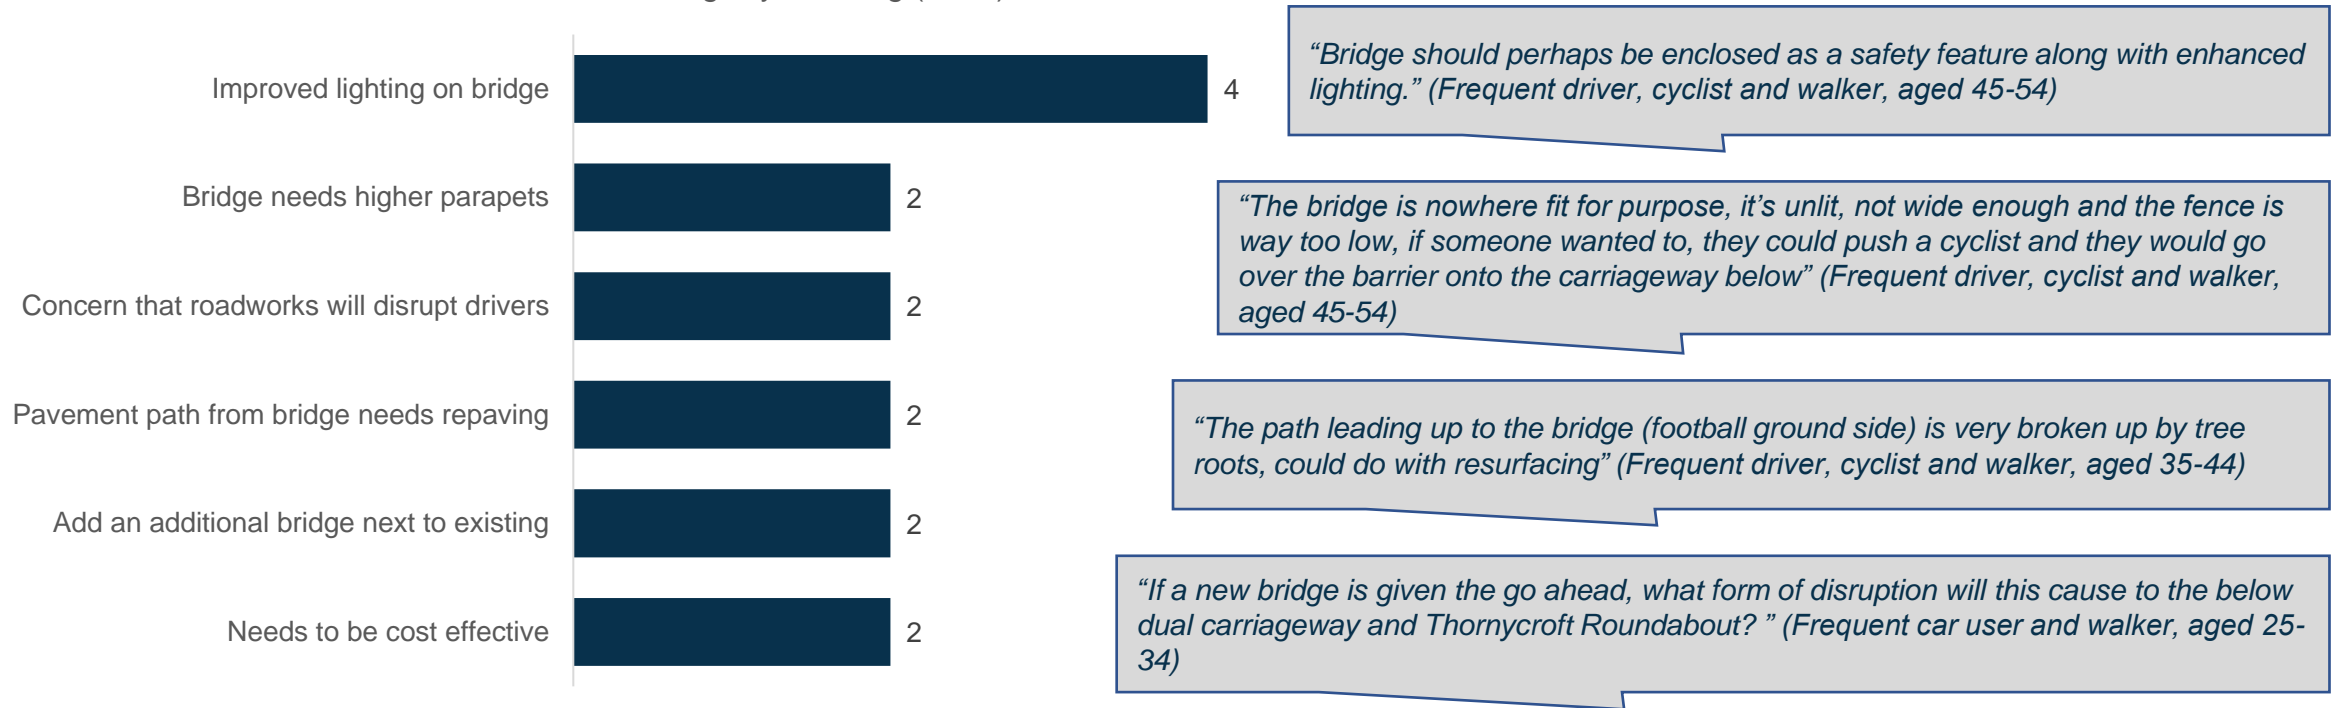 Improved lighting on bridge
4
Bridge needs higher parapets
2
Concern that roadworks will disrupt drivers
2
Pavement path from bridge needs repaving
2
Add an additional bridge next to existing
2
Needs to be cost effective
2
“Bridge should perhaps be enclosed as a safety feature along with enhanced
lighting.” (Frequent driver, cyclist and walker, aged 45-54)
“The bridge is nowhere fit for purpose, it’s unlit, not wide enough and the fence is
way too low, if someone wanted to, they could push a cyclist and they would go
over the barrier onto the carriageway below” (Frequent driver, cyclist and walker,
aged 45-54)
“The path leading up to the bridge (football ground side) is very broken up by tree
roots, could do with resurfacing” (Frequent driver, cyclist and walker, aged 35-44)
“If a new bridge is given the go ahead, what form of disruption will this cause to the below
dual carriageway and Thornycroft Roundabout? ” (Frequent car user and walker, aged 25-
34)